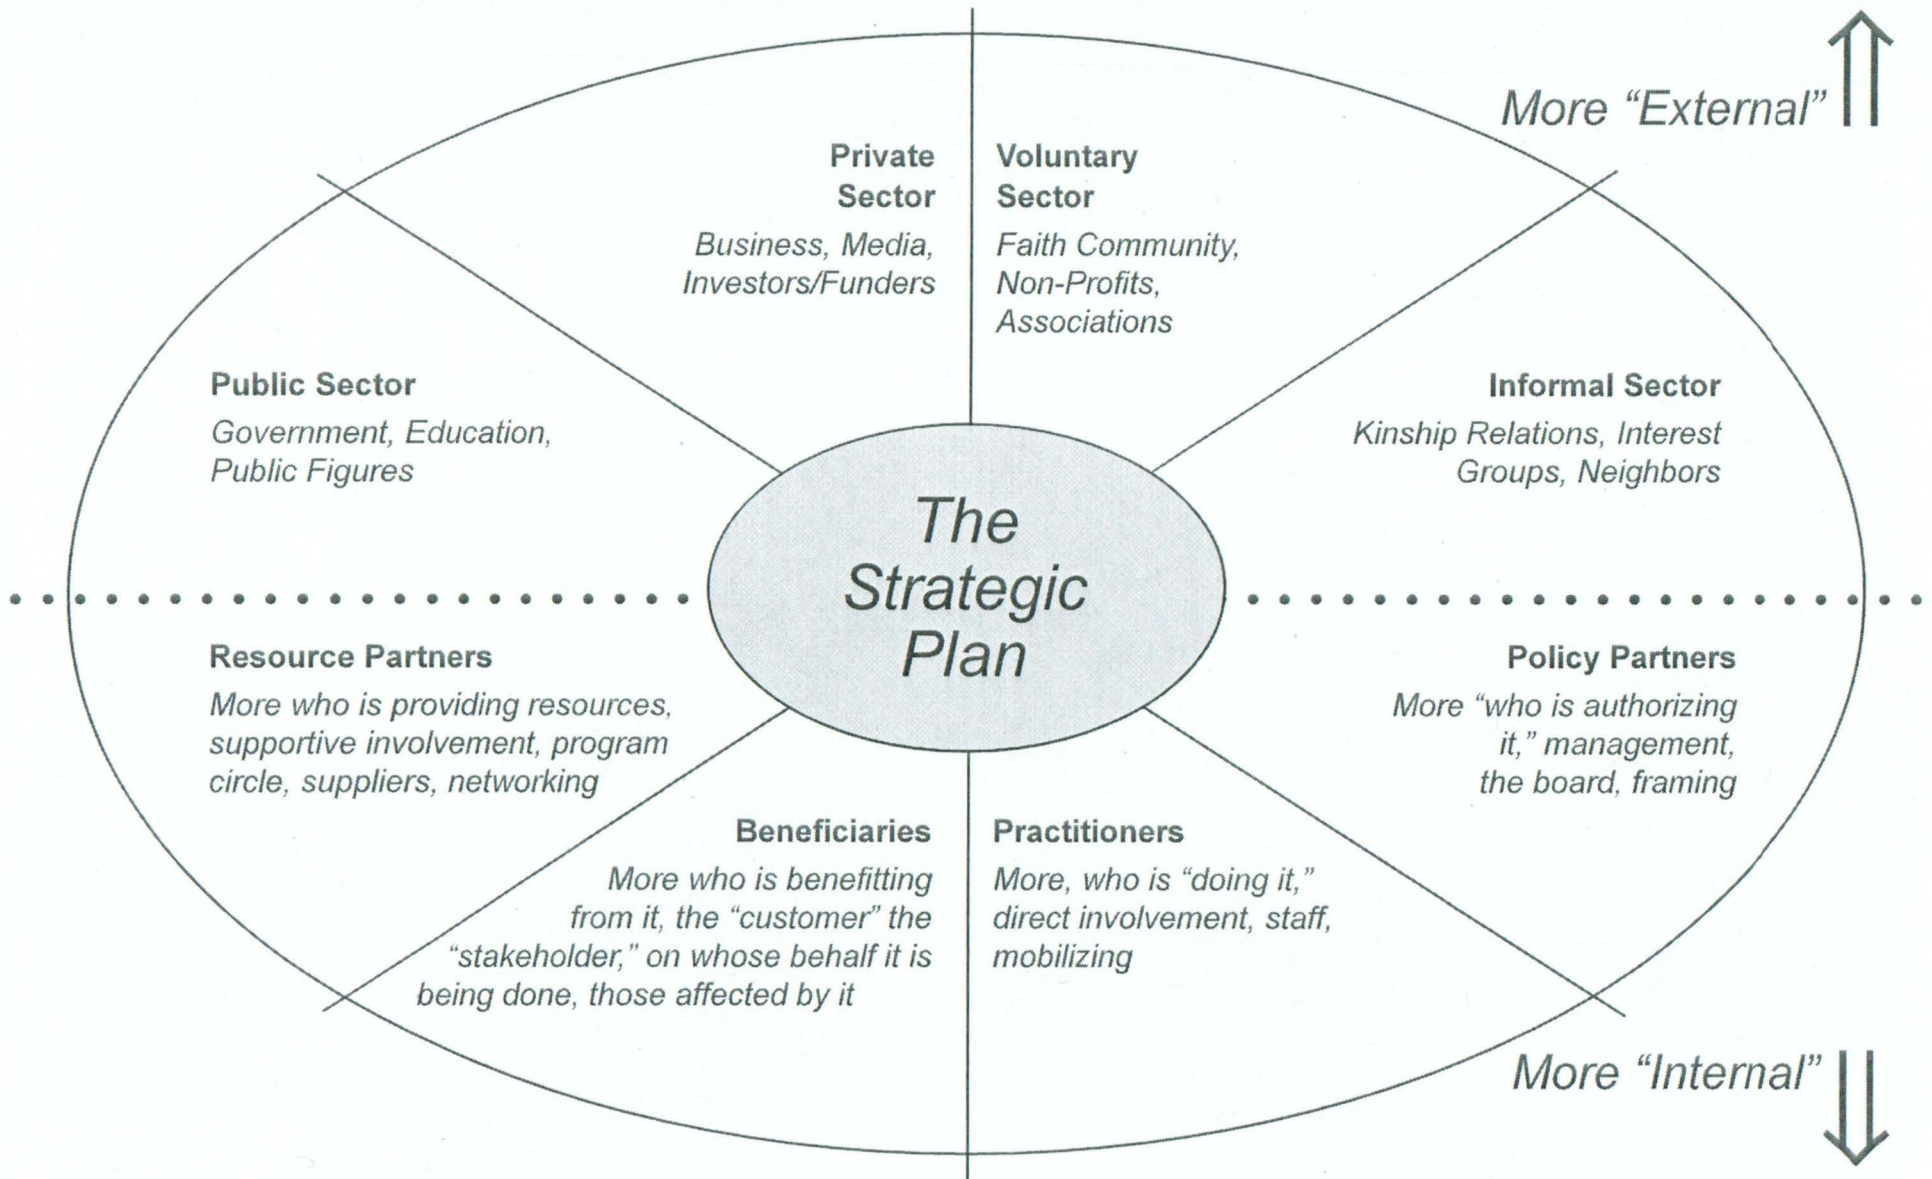 More “External”
Private
Sector
Business, Media,
Investors/Funders
Voluntary
Sector
Faith Community,
Non-Profits,
Associations
Public Sector
Government, Education,
Public Figures
Informal Sector
Kinship Relations, Interest
Groups, Neighbors
The
Strategic
Plan
Resource Partners
More who is providing resources,
supportive involvement, program
circle, suppliers, networking
Policy Partners
More “who is authorizing
it,” management,
the board, framing
Beneficiaries
More who is benefitting
from it, the “customer” the
“stakeholder,” on whose behalf it is
being done, those affected by it
Practitioners
More, who is “doing it,”
direct involvement, staff,
mobilizing
More “Internal”